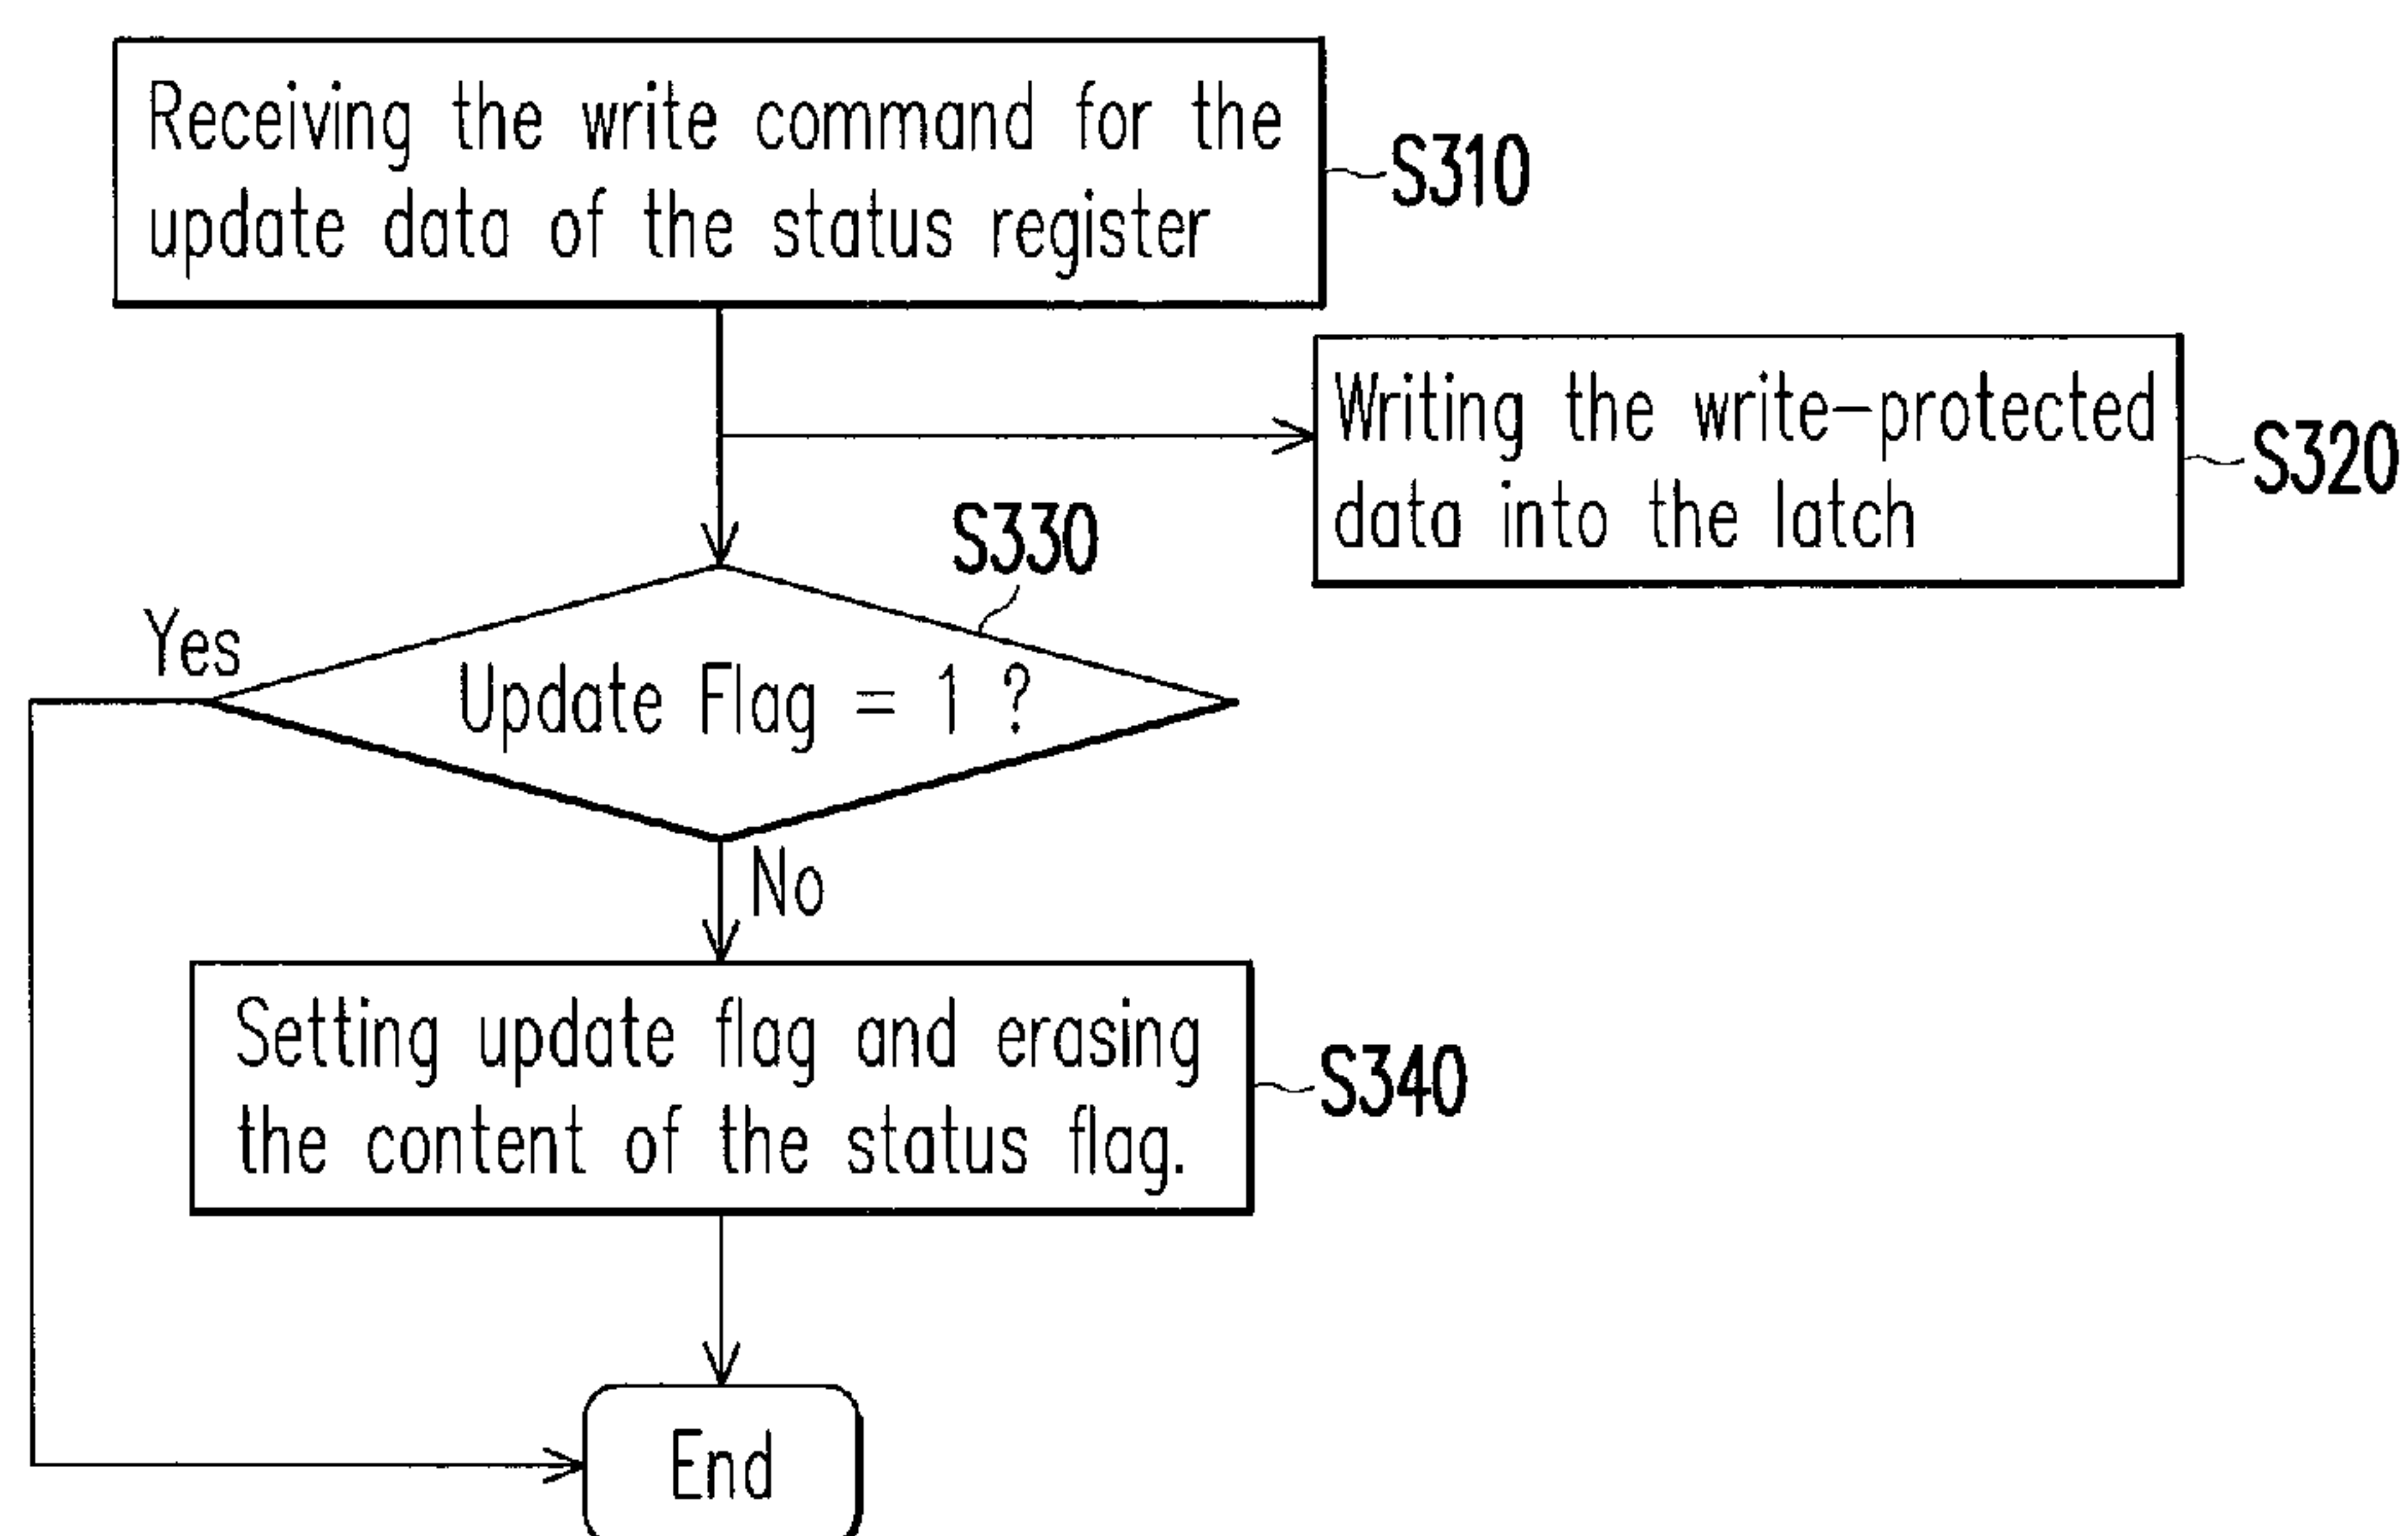 Receiving the write command for the
update data of the status register
S310
Writing the write-protected
data into the latch
S320
S330
Yes
Update Flag = 1 ?
No
Setting update flag and erasing
the content of the status flag.
S340
End